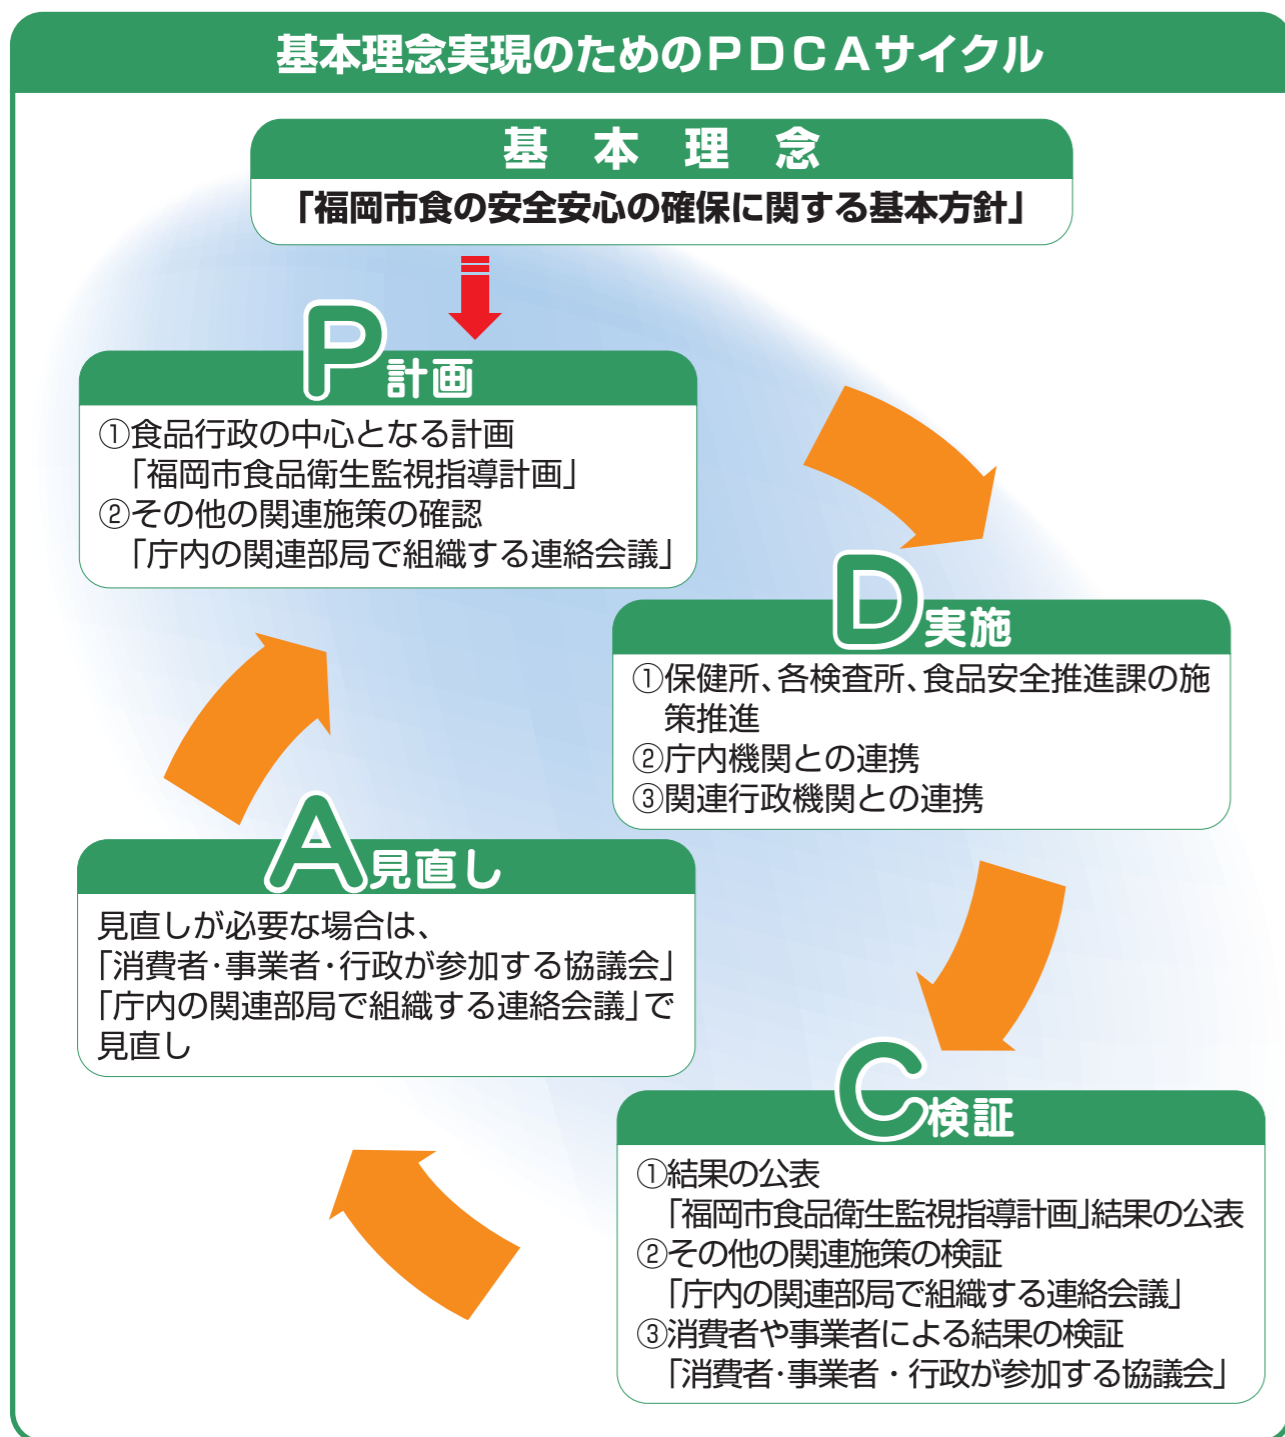 基本理念実現のためのPDCAサイクル
基本理念
「福岡市食の安全安心の確保に関する基本方針」
P計画
①食品行政の中心となる計画
「福岡市食品衛生監視指導計画」
②その他の関連施策の確認
「庁内の関連部局で組織する連絡会議」
D実施
①保健所、各検査所、食品安全推進課の施
策推進
②庁内機関との連携
③関連行政機関との連携
C検証
①結果の公表
「福岡市食品衛生監視指導計画」結果の公表
②その他の関連施策の検証
「庁内の関連部局で組織する連絡会議」
③消費者や事業者による結果の検証
「消費者・事業者・行政が参加する協議会」
A見直し
見直しが必要な場合は、
「消費者・事業者・行政が参加する協議会」
「庁内の関連部局で組織する連絡会議」で
見直し